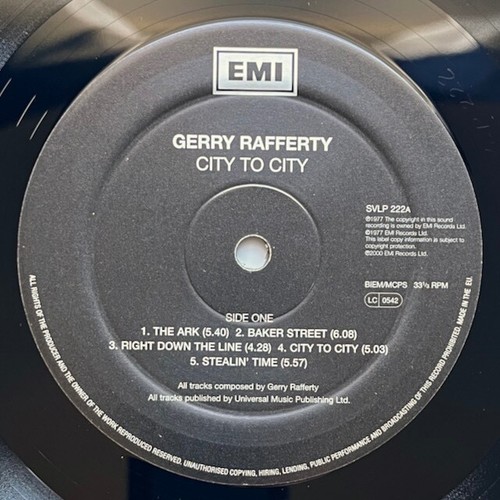 EMI
GERRY RAFFERTY
CITY TO CITY
SVLP 222A
℗1977 The copyright in this sound
recording is owned by EMI Records Ltd.
©1977 EMI Records Ltd.
This label copy information is subject to
copyright protection.
℗2000 EMI Records Ltd.
BIEM/MCPS 33⅓ RPM
LC 0542
SIDE ONE
1. THE ARK (5.40) 2. BAKER STREET (6.08)
3. RIGHT DOWN THE LINE (4.28) 4. CITY TO CITY (5.03)
5. STEALIN' TIME (5.57)
All tracks composed by Gerry Rafferty
All tracks published by Universal Music Publishing Ltd.
ALL RIGHTS OF THE PRODUCER AND THE OWNER OF THE WORK REPRODUCED RESERVED. UNAUTHORISED COPYING, HIRING, LENDING, PUBLIC PERFORMANCE AND BROADCASTING OF THIS RECORD PROHIBITED. MADE IN THE EU.